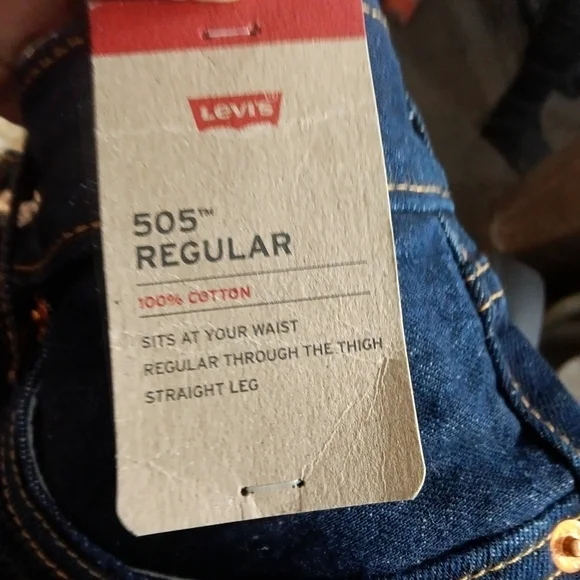 Levi's
505™
REGULAR
100% COTTON
SITS AT YOUR WAIST
REGULAR THROUGH THE THIGH
STRAIGHT LEG